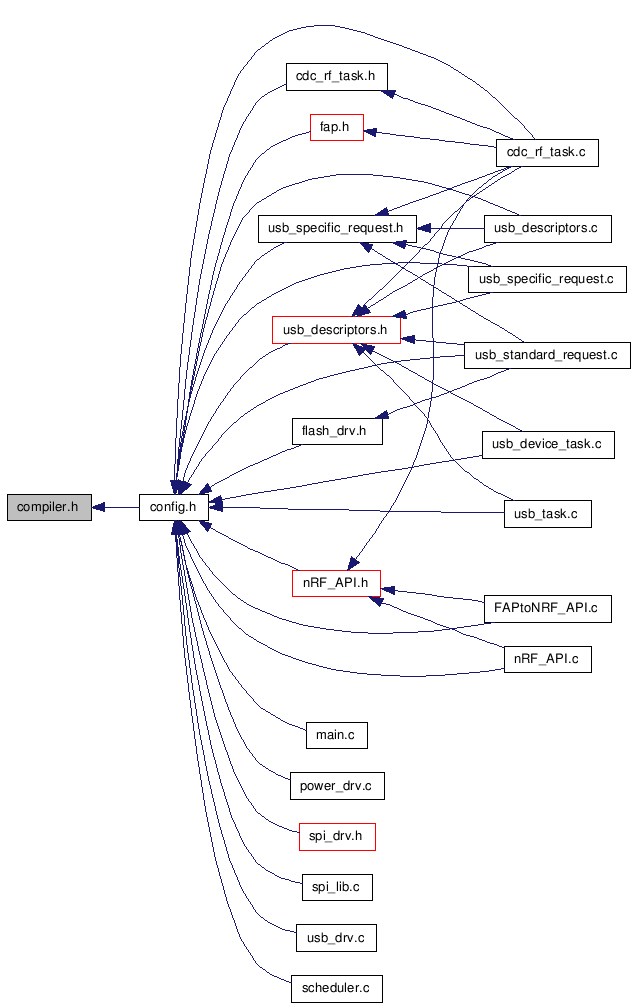 cdc_rf_task.h
fap.h
cdc_rf_task.c
usb_specific_request.h
usb_descriptors.c
usb_specific_request.c
usb_descriptors.h
usb_standard_request.c
flash_drv.h
usb_device_task.c
compiler.h
config.h
usb_task.c
nRF_API.h
FAPtoNRF_API.c
nRF_API.c
main.c
power_drv.c
spi_drv.h
spi_lib.c
usb_drv.c
scheduler.c